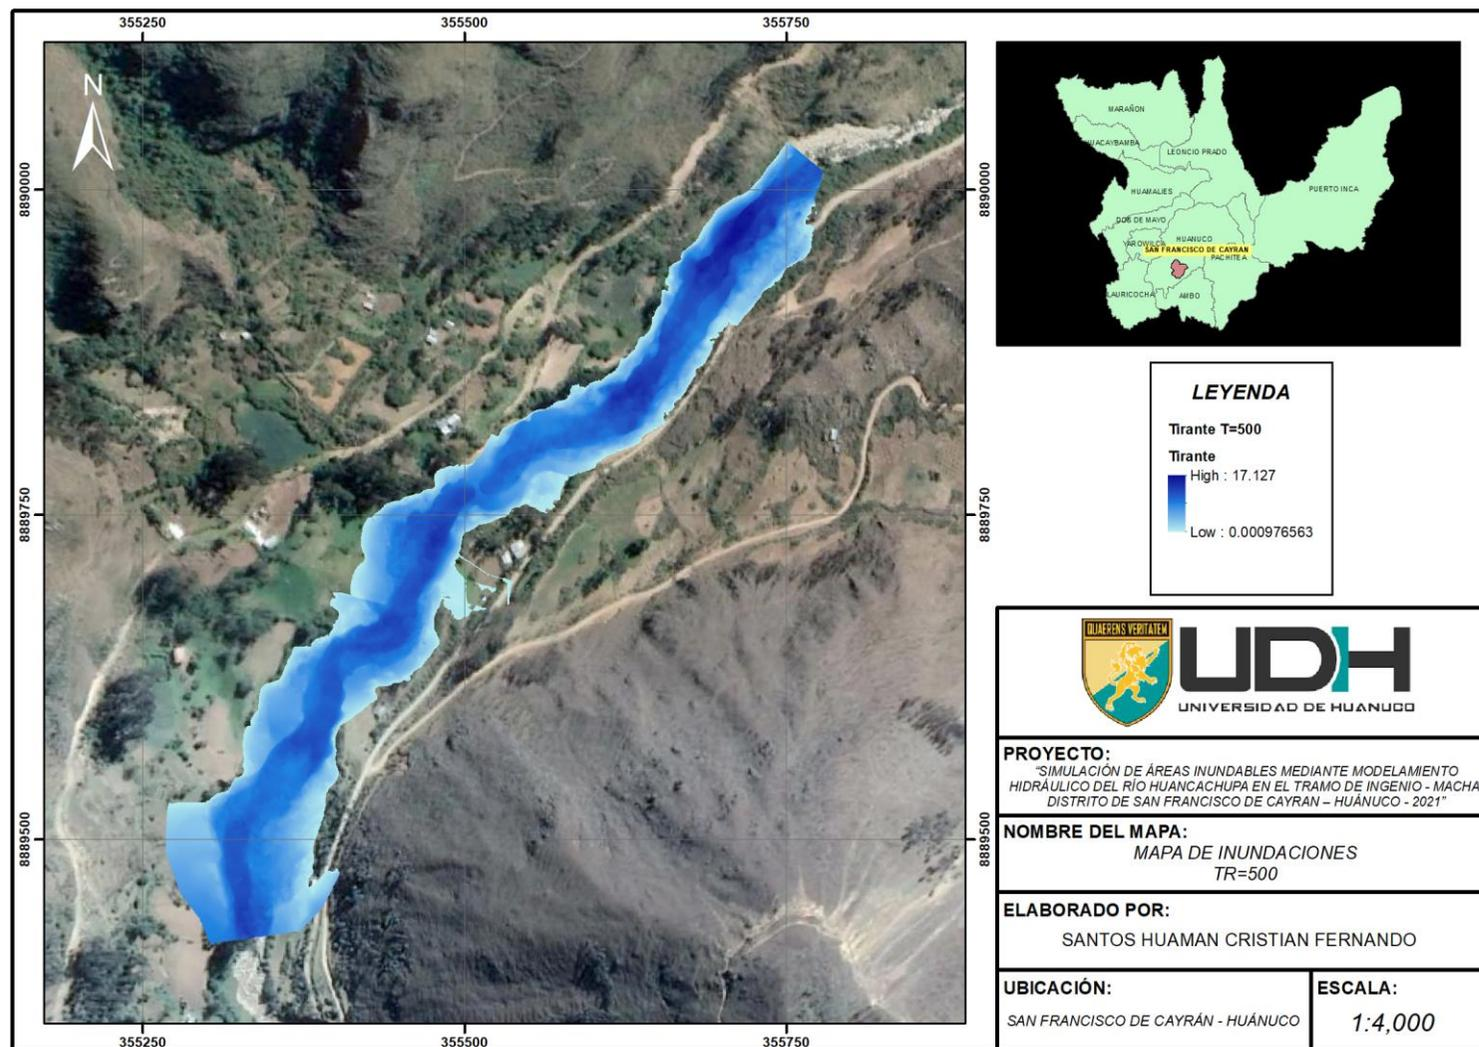 355250
355500
355750
N
8890000
8889750
8889500
8890000
8889750
8889500
355250
355500
355750
MARAÑON
UACAYBAMBA
LEONCIO PRADO
HUAMALIES
PUERTO INCA
DOS DE MAYO
HUANUCO
YAROWILCA
SAN FRANCISCO DE CAYRAN
PACHITEA
LAURICOCHA
AMBO
LEYENDA
Tirante T=500
Tirante
High : 17.127
Low : 0.000976563
QUAERENS VERITATEM
UDH
UNIVERSIDAD DE HUANUCO
PROYECTO:
"SIMULACIÓN DE ÁREAS INUNDABLES MEDIANTE MODELAMIENTO
HIDRÁULICO DEL RÍO HUANCACHUPA EN EL TRAMO DE INGENIO - MACHA
DISTRITO DE SAN FRANCISCO DE CAYRAN – HUÁNUCO - 2021"
NOMBRE DEL MAPA:
MAPA DE INUNDACIONES
TR=500
ELABORADO POR:
SANTOS HUAMAN CRISTIAN FERNANDO
UBICACIÓN:
SAN FRANCISCO DE CAYRÁN - HUÁNUCO
ESCALA:
1:4,000